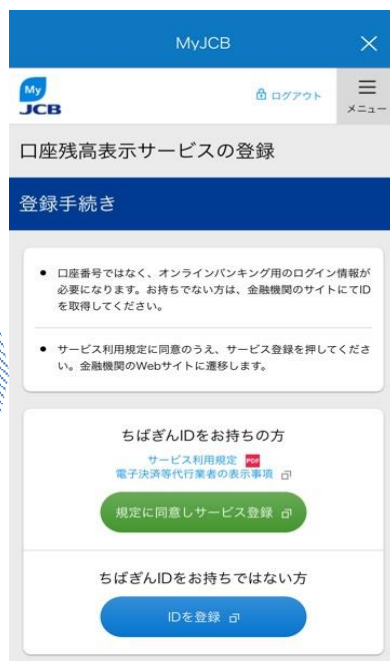 MyJCB
My
JCB
ログアウト
メニュー
口座残高表示サービスの登録
登録手続き
口座番号ではなく、オンラインバンキング用のログイン情報が
必要になります。お持ちでない方は、金融機関のサイトにてID
を取得してください。
サービス利用規定に同意のうえ、サービス登録を押してくださ
い。金融機関のWebサイトに遷移します。
ちばぎんIDをお持ちの方
サービス利用規定 PDF
電子決済等代行業者の表示事項
規定に同意しサービス登録
ちばぎんIDをお持ちではない方
IDを登録